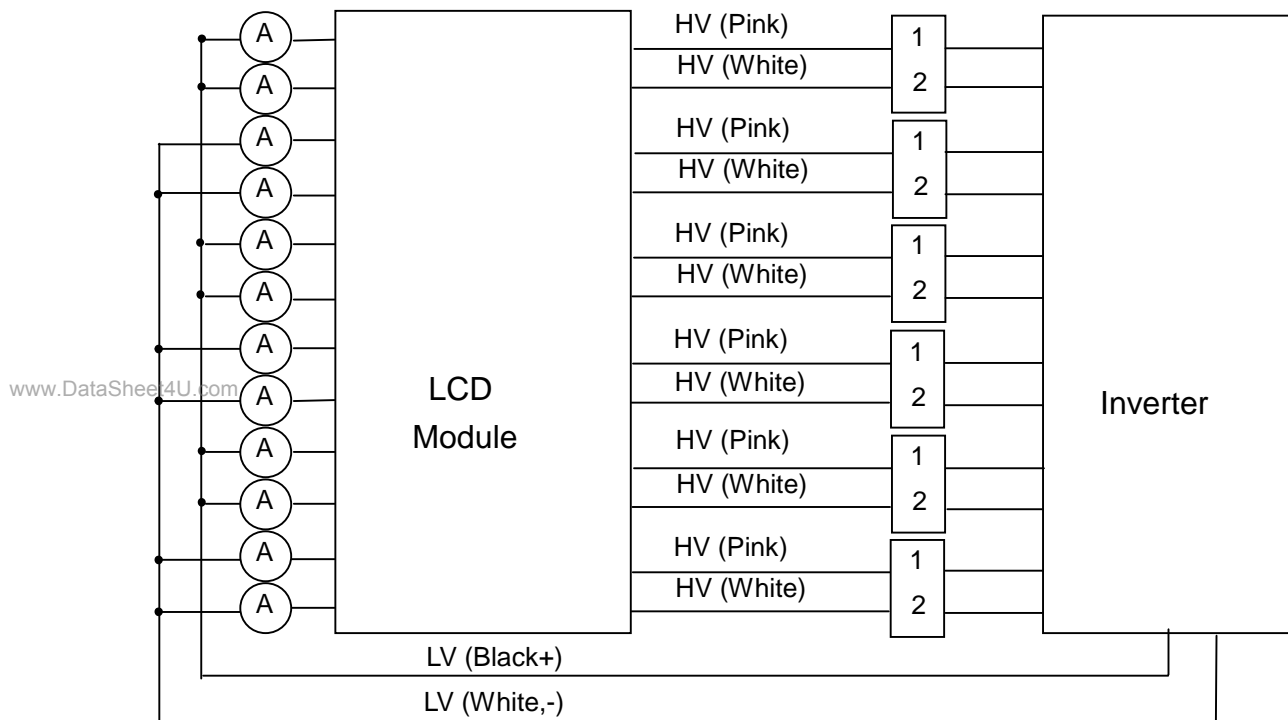 A
A
A
A
A
A
A
A
A
A
A
A
www.DataSheet4U.com
LCD
Module
HV (Pink)
HV (White)
HV (Pink)
HV (White)
HV (Pink)
HV (White)
HV (Pink)
HV (White)
HV (Pink)
HV (White)
HV (Pink)
HV (White)
1
2
1
2
1
2
1
2
1
2
1
2
Inverter
LV (Black+)
LV (White,-)